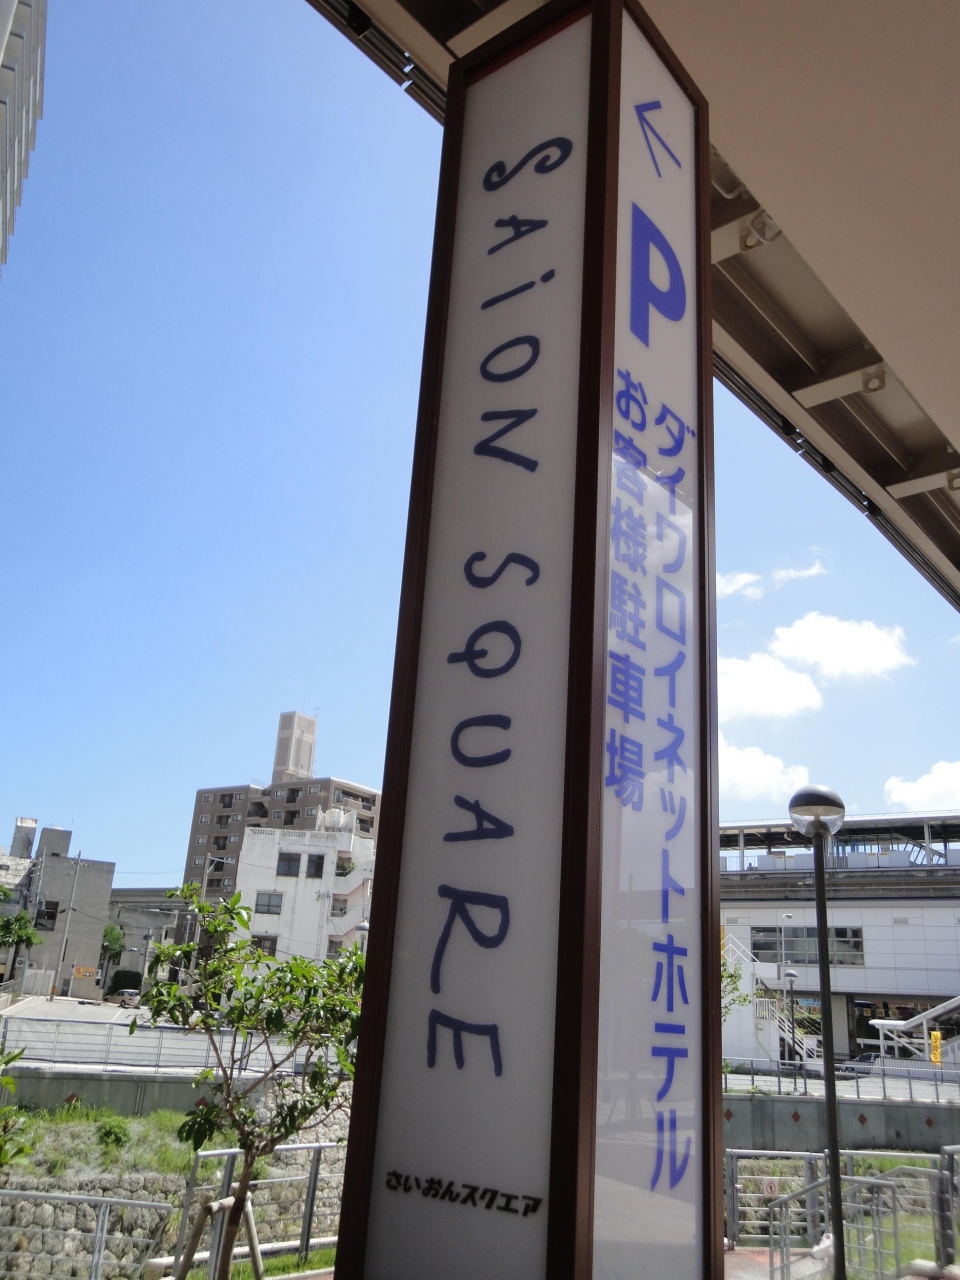 SAiON SQUARE
さいおんスクエア
←
P
ダイワロイネットホテル
お客様駐車場